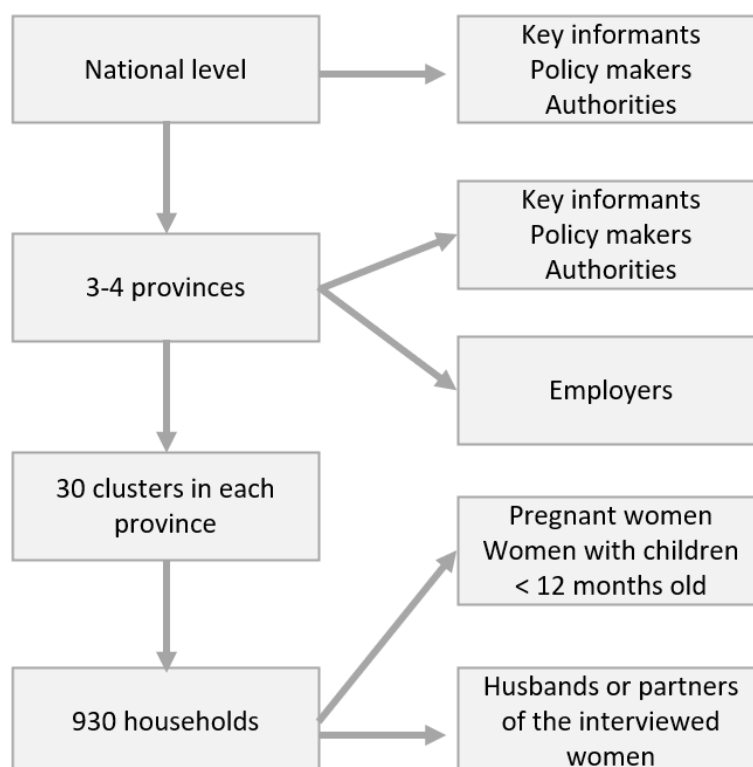 National level
Key informants
Policy makers
Authorities
3-4 provinces
Key informants
Policy makers
Authorities
Employers
30 clusters in each
province
Pregnant women
Women with children
< 12 months old
930 households
Husbands or partners
of the interviewed
women